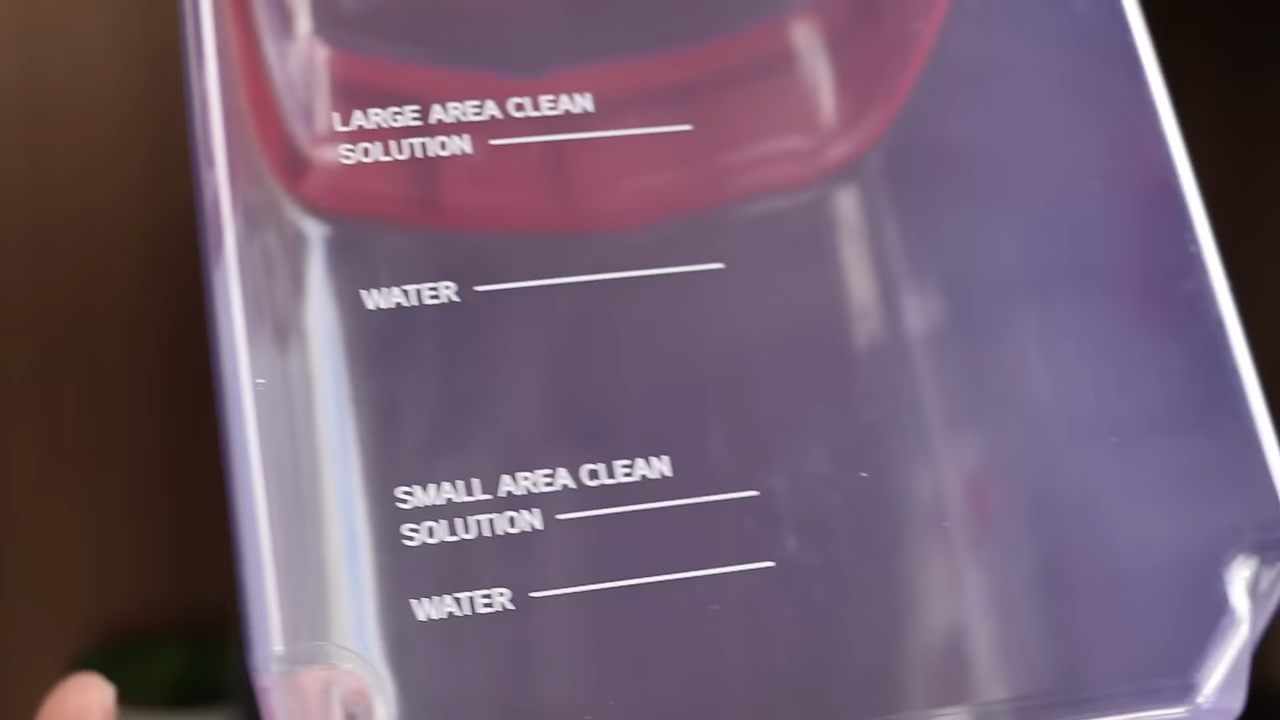 LARGE AREA CLEAN
SOLUTION
WATER
SMALL AREA CLEAN
SOLUTION
WATER